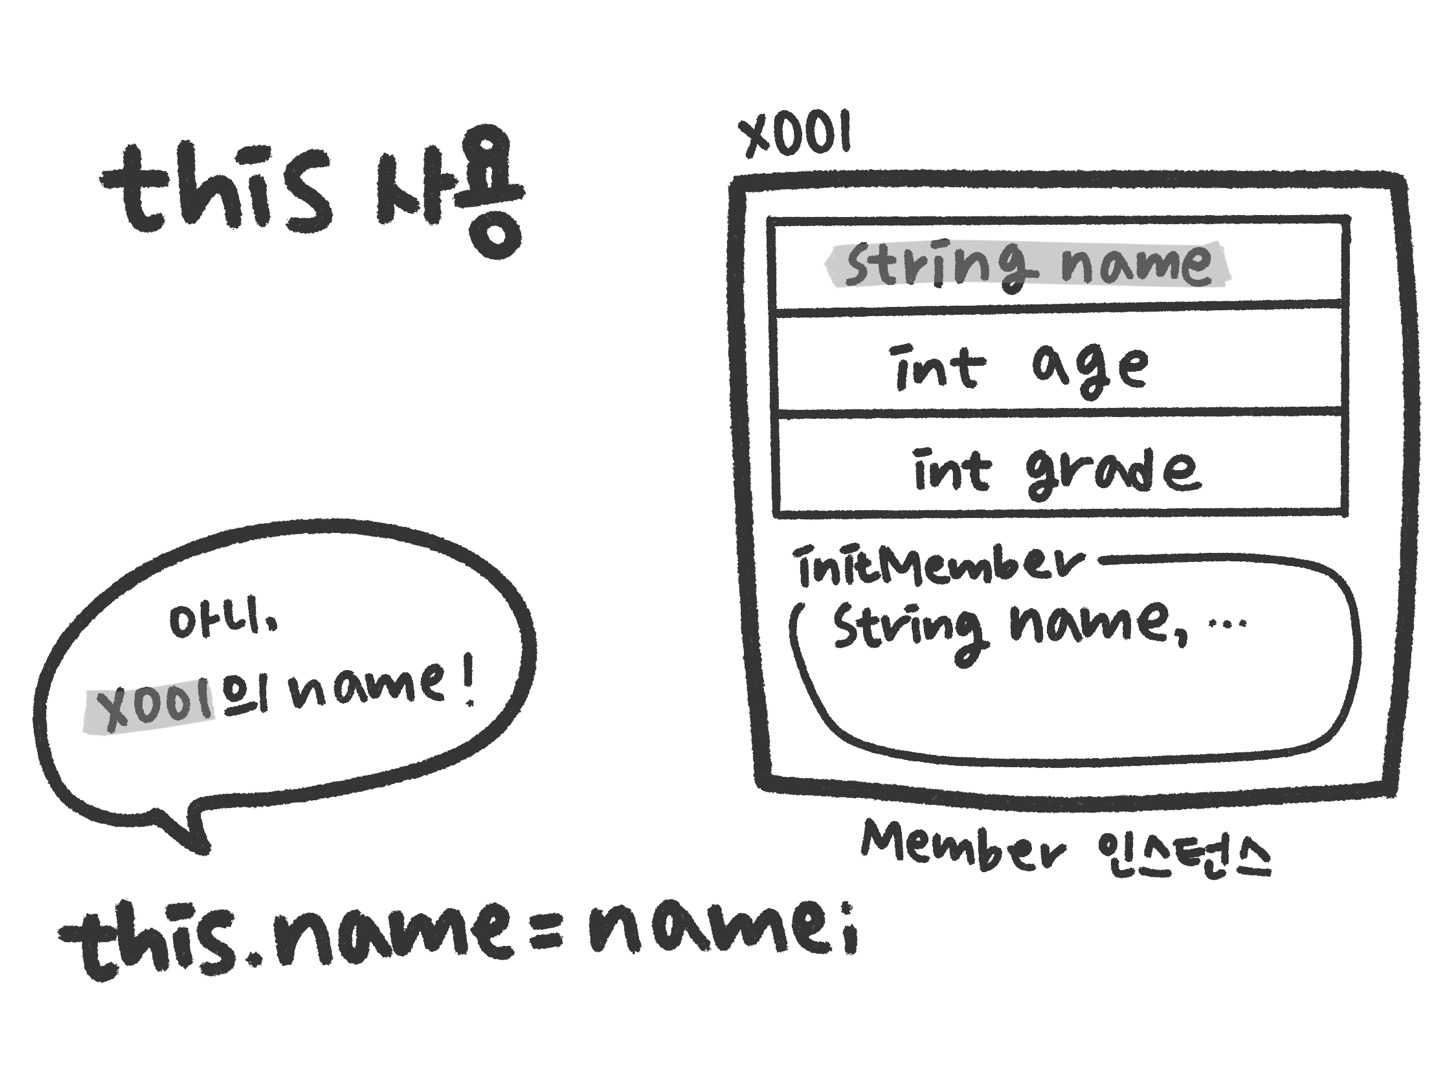 this 사용
x001
string name
int age
int grade
initMember
String name, ...
Member 인스턴스
아니,
x001의 name!
this.name = name;